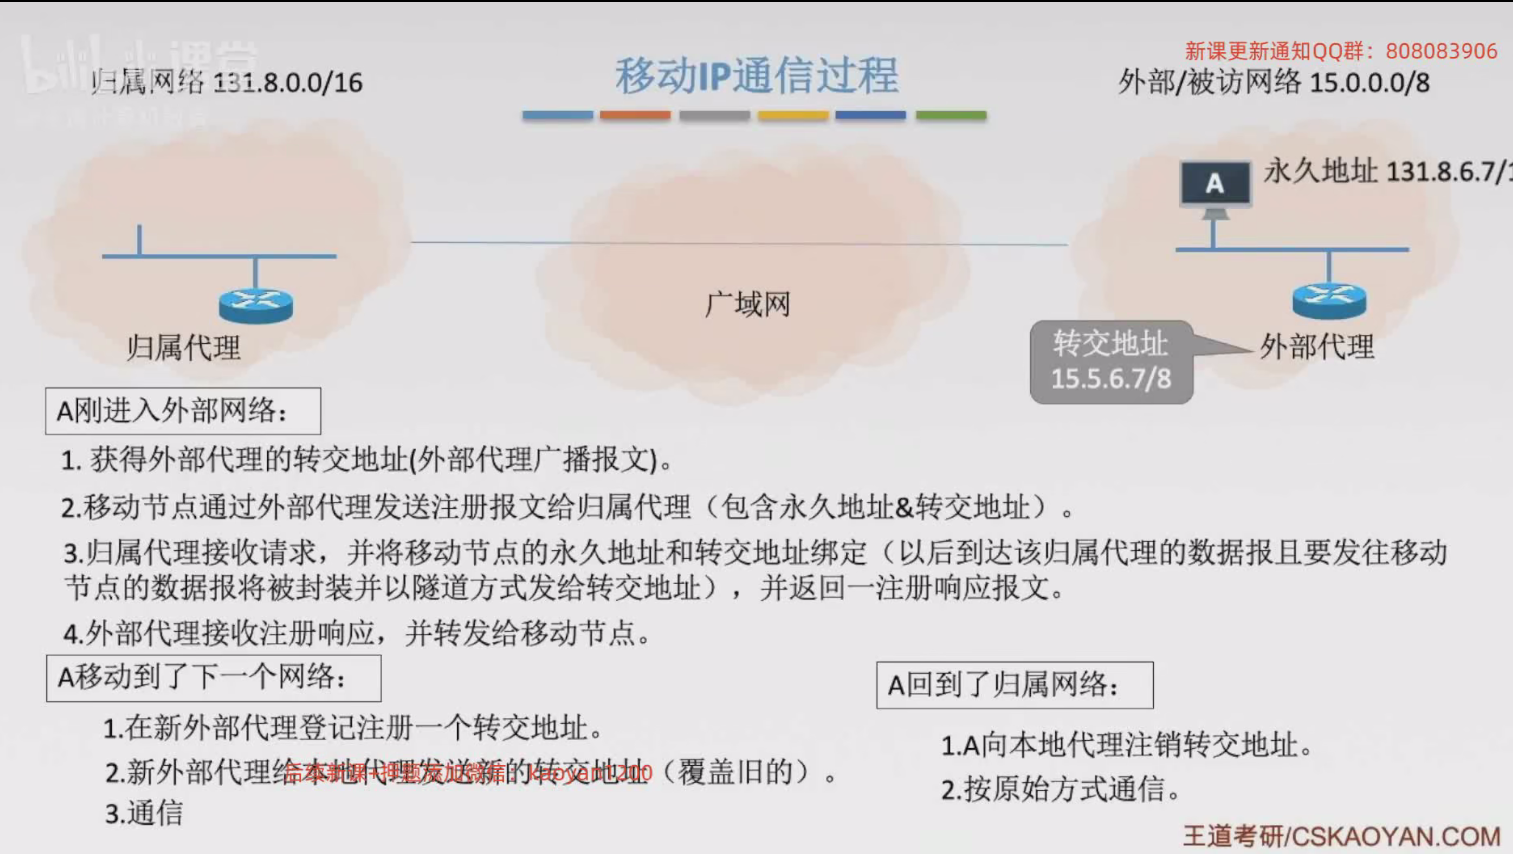 bilibili课堂
新课更新通知QQ群：808083906
归属网络 131.8.0.0/16
移动IP通信过程
外部/被访网络 15.0.0.0/8
A
永久地址 131.8.6.7/1
广域网
归属代理
转交地址
15.5.6.7/8
外部代理
A刚进入外部网络：
1. 获得外部代理的转交地址(外部代理广播报文)。
2.移动节点通过外部代理发送注册报文给归属代理（包含永久地址&转交地址）。
3.归属代理接收请求，并将移动节点的永久地址和转交地址绑定（以后到达该归属代理的数据报且要发往移动
节点的数据报将被封装并以隧道方式发给转交地址），并返回一注册响应报文。
4.外部代理接收注册响应，并转发给移动节点。
A移动到了下一个网络：
1.在新外部代理登记注册一个转交地址。
2.新外部代理给本地代理发送新的转交地址（覆盖旧的）。
3.通信
A回到了归属网络：
1.A向本地代理注销转交地址。
2.按原始方式通信。
王道考研/CSKAOYAN.COM